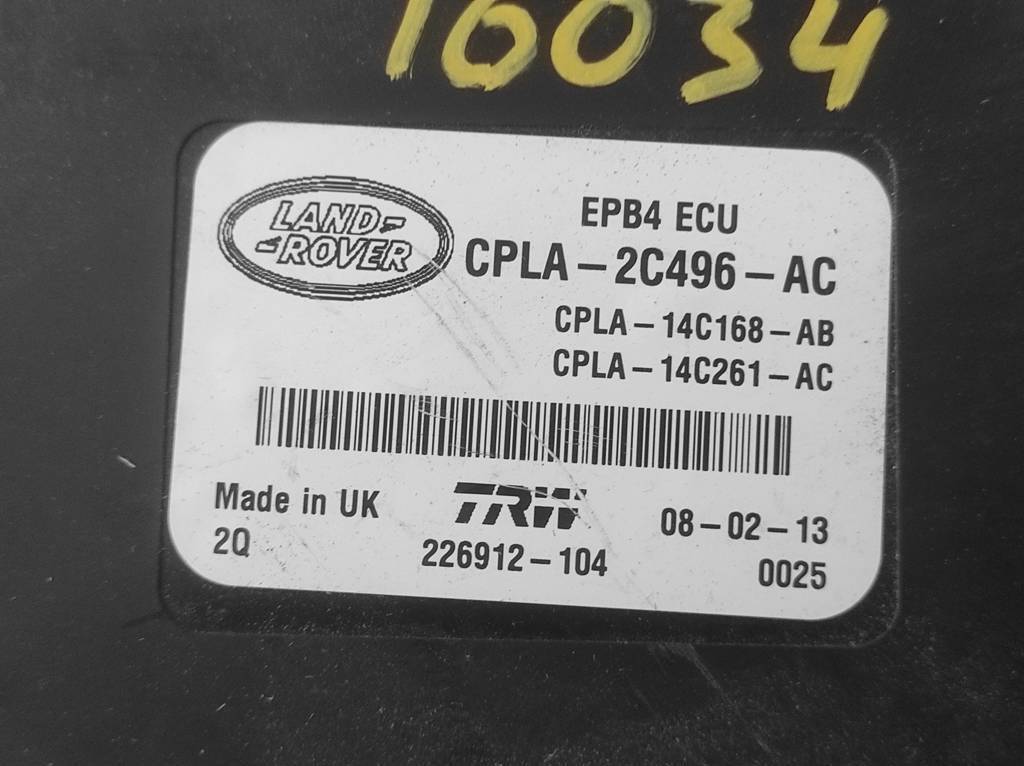 16034
LAND-
-ROVER
EPB4 ECU
CPLA-2C496-AC
CPLA-14C168-AB
CPLA-14C261-AC
Made in UK
TRW
08-02-13
2Q
226912-104
0025